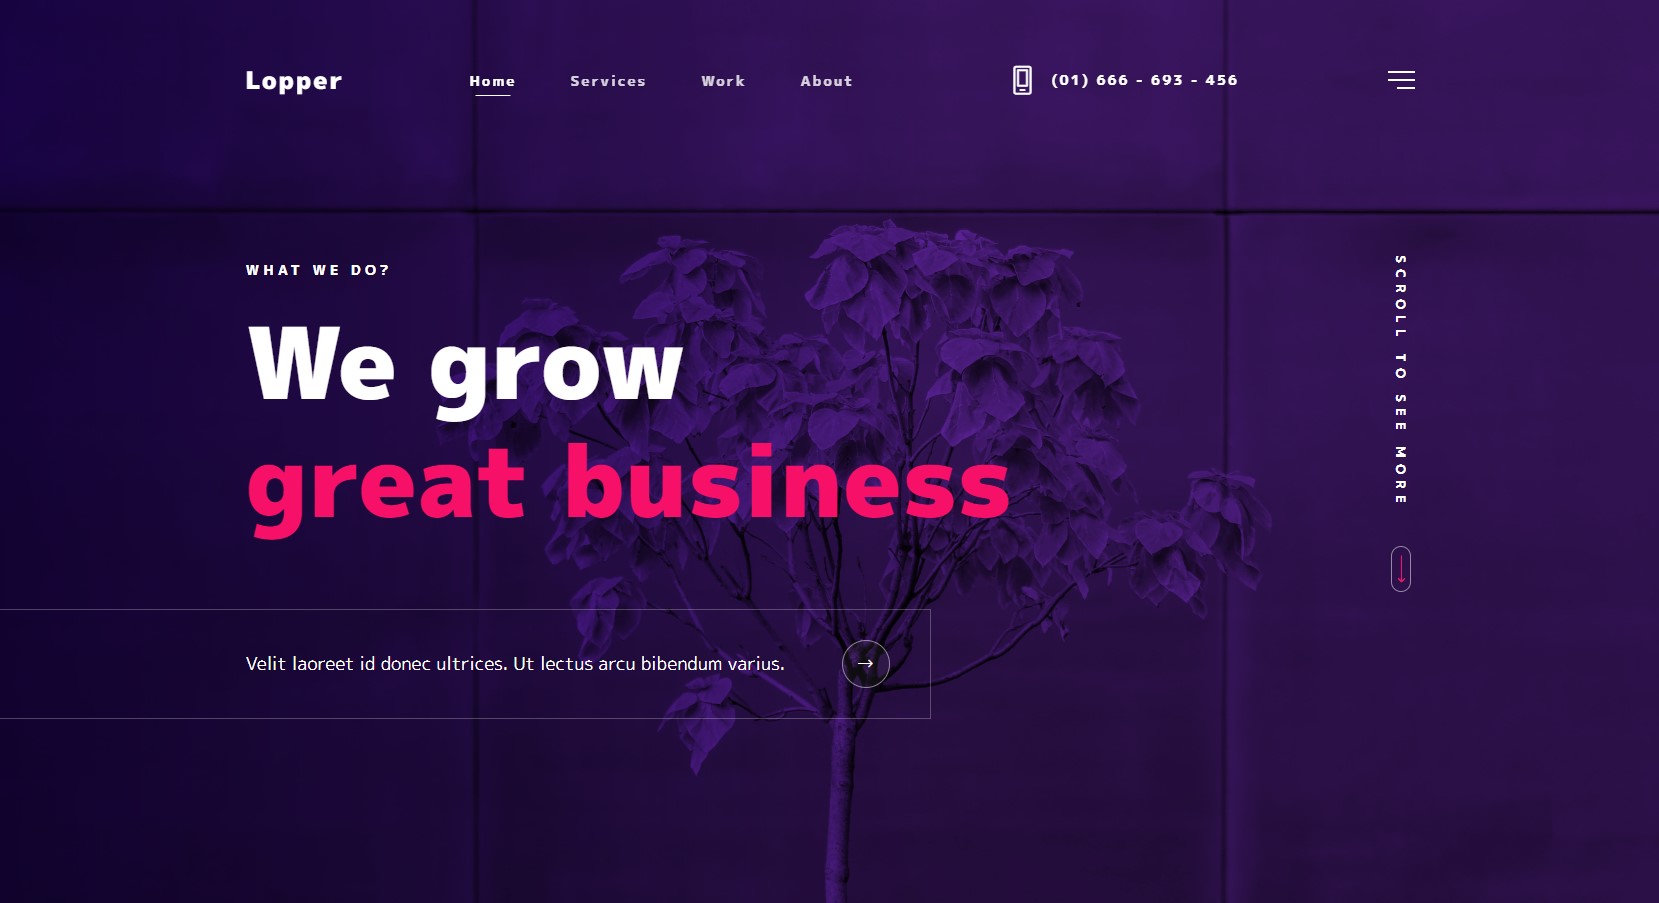 Lopper
Home Services Work About
(01) 666 - 693 - 456
WHAT WE DO?
We grow
great business
SCROLL TO SEE MORE
Velit laoreet id donec ultrices. Ut lectus arcu bibendum varius.